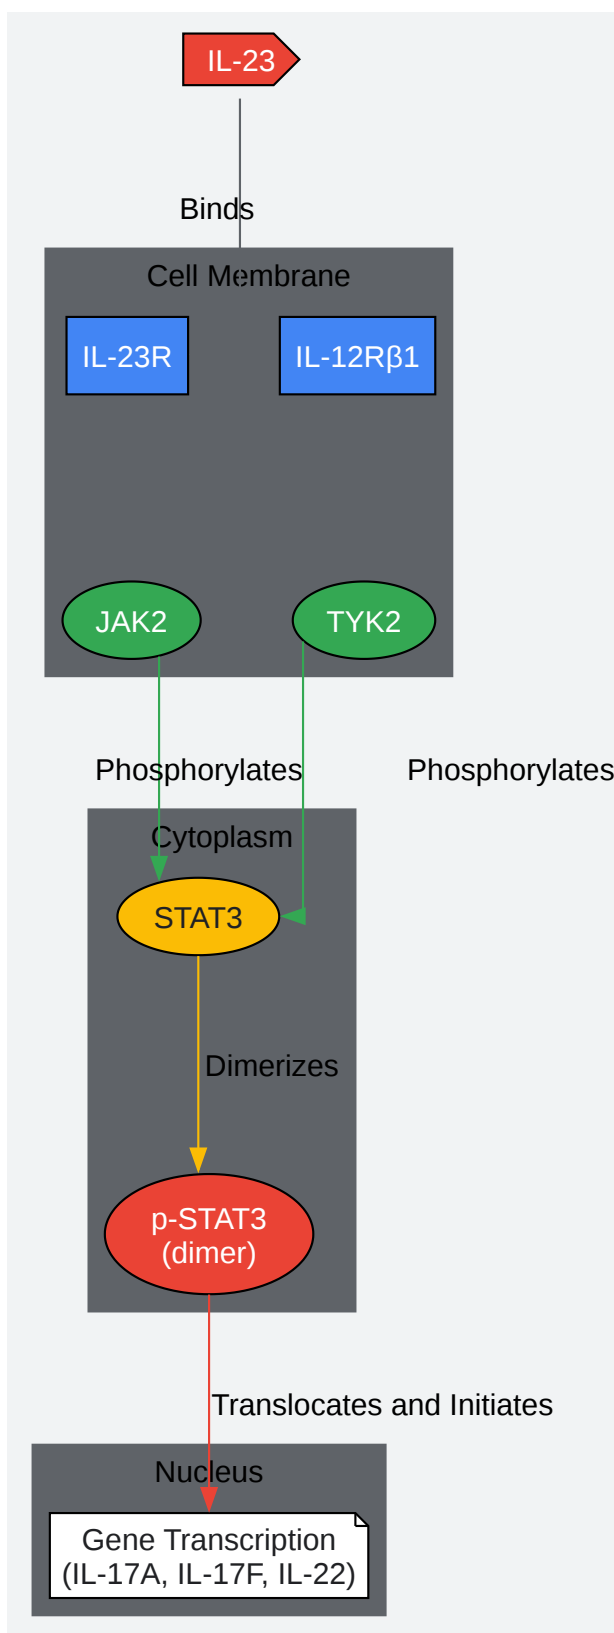 IL-23
Binds
Cell Membrane
IL-23R
IL-12Rβ1
JAK2
TYK2
Phosphorylates
Phosphorylates
Cytoplasm
STAT3
Dimerizes
p-STAT3
(dimer)
Translocates and Initiates
Nucleus
Gene Transcription
(IL-17A, IL-17F, IL-22)